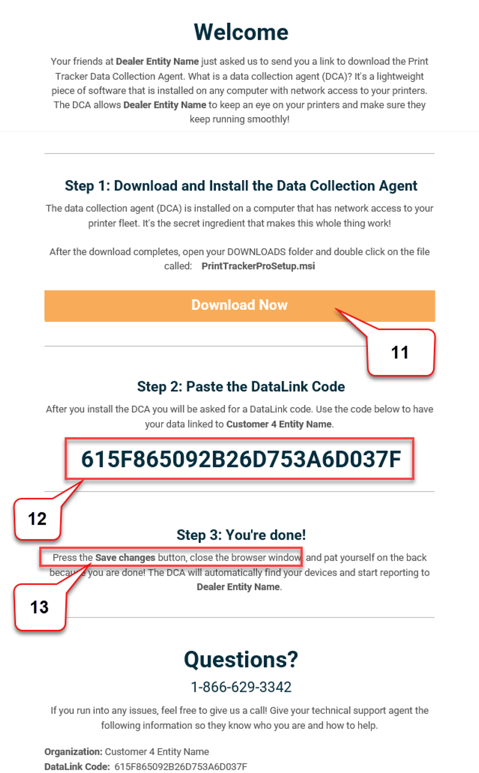 Welcome
Your friends at Dealer Entity Name just asked us to send you a link to download the Print
Tracker Data Collection Agent. What is a data collection agent (DCA)? It's a lightweight
piece of software that is installed on any computer with network access to your printers.
The DCA allows Dealer Entity Name to keep an eye on your printers and make sure they
keep running smoothly!
Step 1: Download and Install the Data Collection Agent
The data collection agent (DCA) is installed on a computer that has network access to your
printer fleet. It's the secret ingredient that makes this whole thing work!
After the download completes, open your DOWNLOADS folder and double click on the file
called: PrintTrackerProSetup.msi
Download Now
11
Step 2: Paste the DataLink Code
After you install the DCA you will be asked for a DataLink code. Use the code below to have
your data linked to Customer 4 Entity Name.
615F865092B26D753A6D037F
12
Step 3: You're done!
Press the Save changes button, close the browser window, and pat yourself on the back
because you are done! The DCA will automatically find your devices and start reporting to
Dealer Entity Name.
13
Questions?
1-866-629-3342
If you run into any issues, feel free to give us a call! Give your technical support agent the
following information so they know who you are and how to help.
Organization: Customer 4 Entity Name
DataLink Code: 615F865092B26D753A6D037F